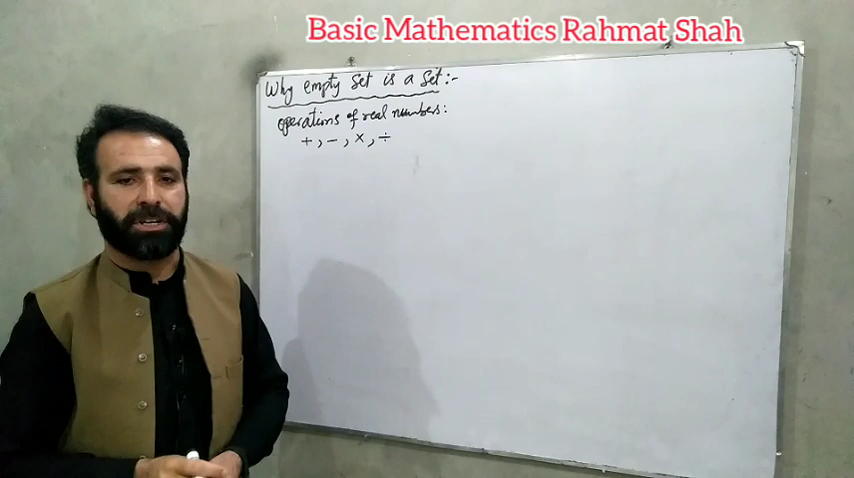 Basic Mathematics Rahmat Shah
Why empty set is a set:-
operations of real numbers:
+, -, ×, ÷